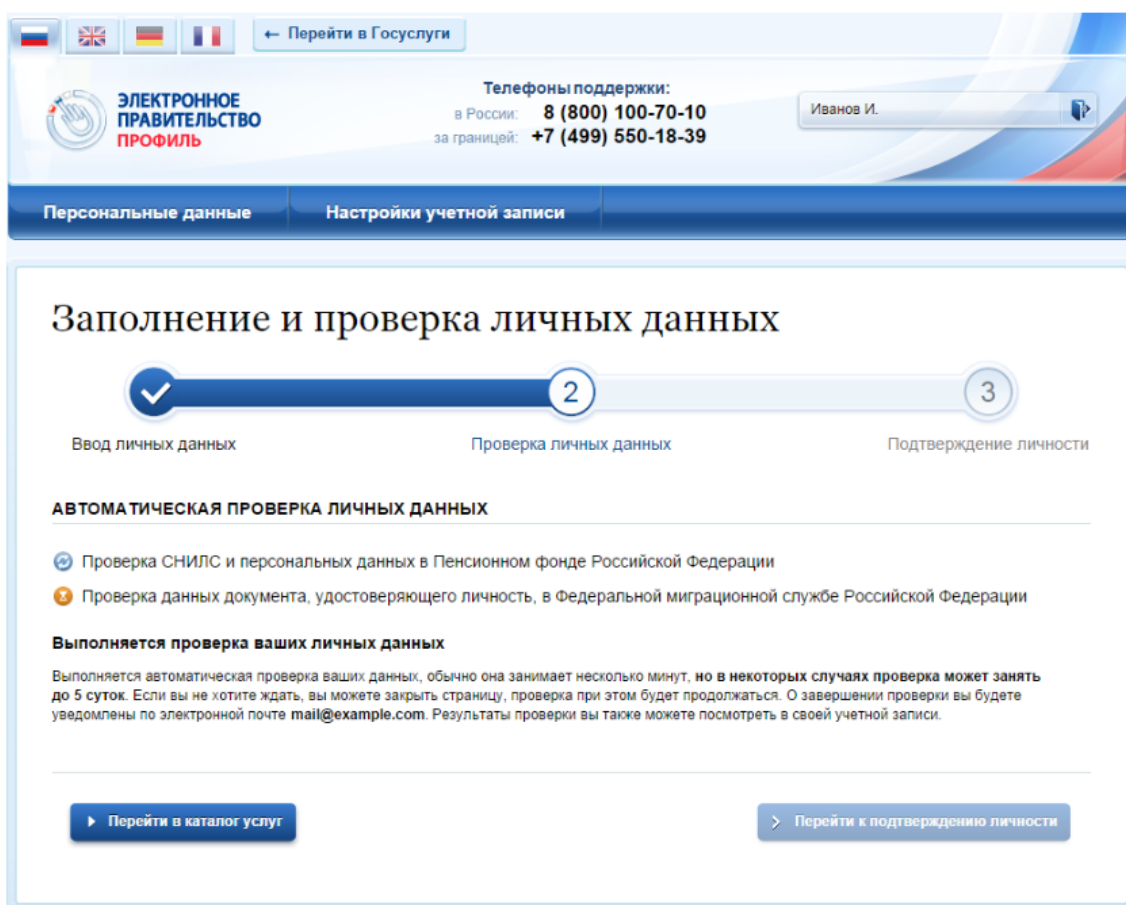 ← Перейти в Госуслуги
ЭЛЕКТРОННОЕ
ПРАВИТЕЛЬСТВО
ПРОФИЛЬ
Телефоны поддержки:
в России: 8 (800) 100-70-10
за границей: +7 (499) 550-18-39
Иванов И.
Персональные данные Настройки учетной записи
Заполнение и проверка личных данных
2 3
Ввод личных данных Проверка личных данных Подтверждение личности
АВТОМАТИЧЕСКАЯ ПРОВЕРКА ЛИЧНЫХ ДАННЫХ
Проверка СНИЛС и персональных данных в Пенсионном фонде Российской Федерации
Проверка данных документа, удостоверяющего личность, в Федеральной миграционной службе Российской Федерации
Выполняется проверка ваших личных данных
Выполняется автоматическая проверка ваших данных, обычно она занимает несколько минут, но в некоторых случаях проверка может занять
до 5 суток. Если вы не хотите ждать, вы можете закрыть страницу, проверка при этом будет продолжаться. О завершении проверки вы будете
уведомлены по электронной почте mail@example.com. Результаты проверки вы также можете посмотреть в своей учетной записи.
Перейти в каталог услуг
Перейти к подтверждению личности